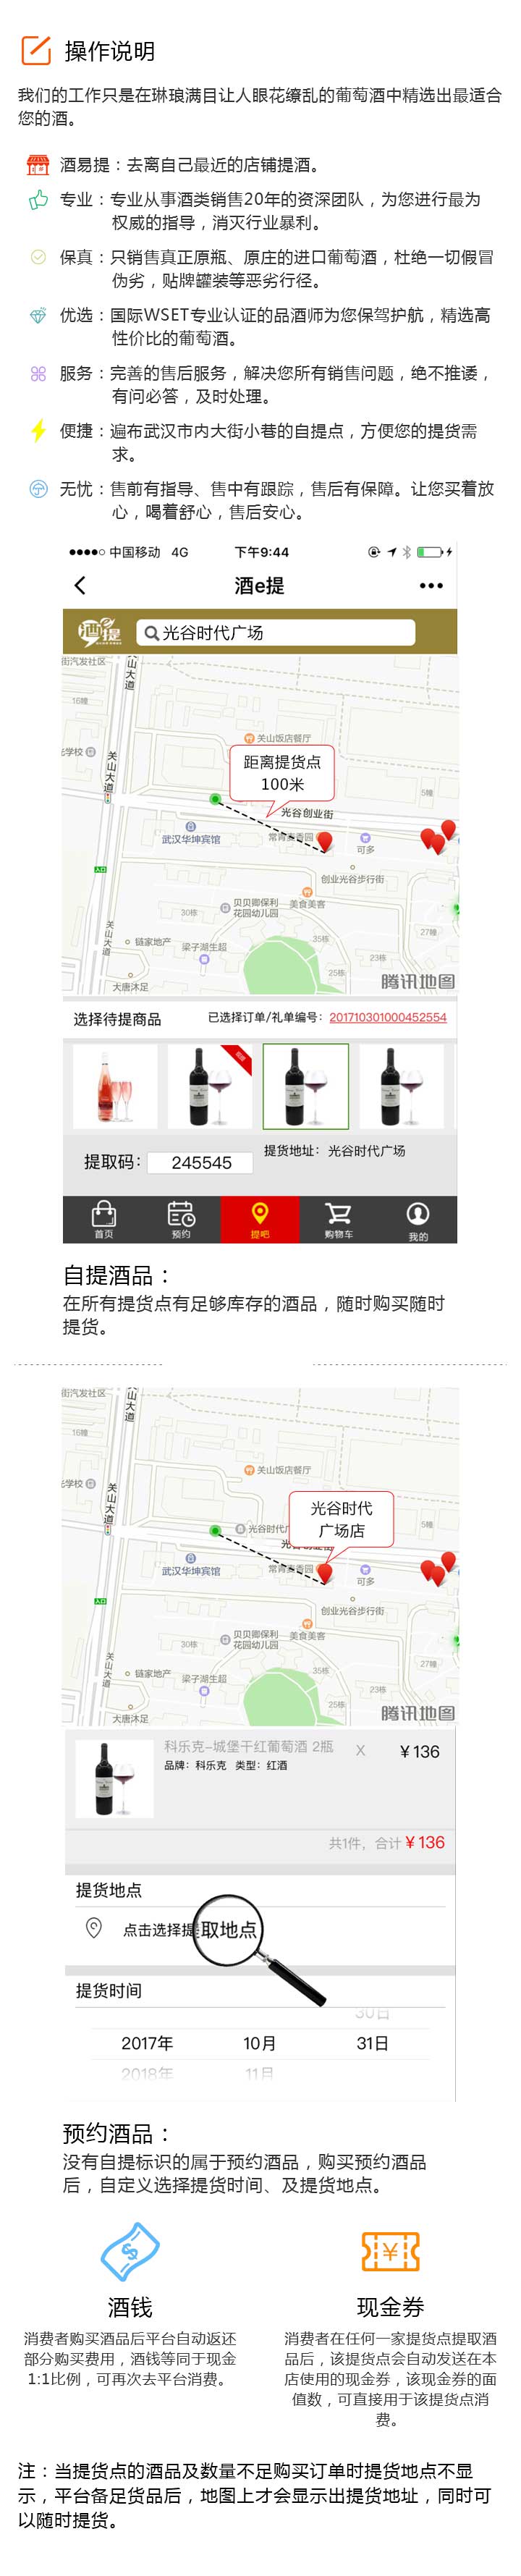 操作说明
我们的工作只是在琳琅满目让人眼花缭乱的葡萄酒中精选出最适合
您的酒。
酒易提：去离自己最近的店铺提酒。
专业：专业从事酒类销售20年的资深团队，为您进行最为
权威的指导，消灭行业暴利。
保真：只销售真正原瓶、原庄的进口葡萄酒，杜绝一切假冒
伪劣，贴牌罐装等恶劣行径。
优选：国际WSET专业认证的品酒师为您保驾护航，精选高
性价比的葡萄酒。
服务：完善的售后服务，解决您所有销售问题，绝不推诿，
有问必答，及时处理。
便捷：遍布武汉市内大街小巷的自提点，方便您的提货需
求。
无忧：售前有指导、售中有跟踪，售后有保障。让您买着放
心，喝着舒心，售后安心。
中国移动 4G 下午9:44
酒e提
酒e提 光谷时代广场
街汽发社区
关山大道
16幢
学校
关山饭店餐厅
关山大道
距离提货点
100米
5幢
光谷创业街
武汉华坤宾馆
常青麦香园
可多
入口
创业光谷步行街
贝贝卿保利
花园幼儿园
美食美客
30栋
关山大道
链家地产
梁子湖生超
35栋
27幢
23栋
25栋
大唐沐足
腾讯地图
选择待提商品 已选择订单/礼单编号：201710301000452554
提取码： 245545 提货地址： 光谷时代广场
首页 预约 提吧 购物车 我的
自提酒品：
在所有提货点有足够库存的酒品，随时购买随时
提货。
街汽发社区
关山大道
16幢
学校
关山饭店餐厅
关山大道
光谷时代
广场店
5幢
光谷时代广
武汉华坤宾馆
常青麦香园
可多
入口
创业光谷步行街
贝贝卿保利
花园幼儿园
美食美客
30栋
关山大道
链家地产
梁子湖生超
35栋
27幢
23栋
25栋
大唐沐足
腾讯地图
科乐克-城堡干红葡萄酒 2瓶 X ￥136
品牌：科乐克 类型：红酒
共1件，合计￥136
提货地点
点击选择提取地点
提货时间
30日
2017年 10月 31日
2018年 11月
预约酒品：
没有自提标识的属于预约酒品，购买预约酒品
后，自定义选择提货时间、及提货地点。
酒钱
消费者购买酒品后平台自动返还
部分购买费用，酒钱等同于现金
1:1比例，可再次去平台消费。
现金券
消费者在任何一家提货点提取酒
品后，该提货点会自动发送在本
店使用的现金券，该现金券的面
值数，可直接用于该提货点消
费。
注：当提货点的酒品及数量不足购买订单时提货地点不显
示，平台备足货品后，地图上才会显示出提货地址，同时可
以随时提货。